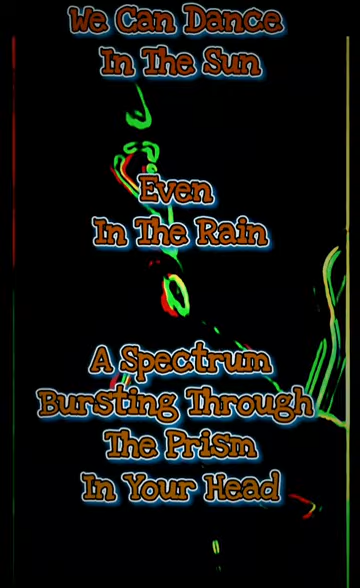 We Can Dance
In The Sun
Even
In The Rain
A Spectrum
Bursting Through
The Prism
In Your Head